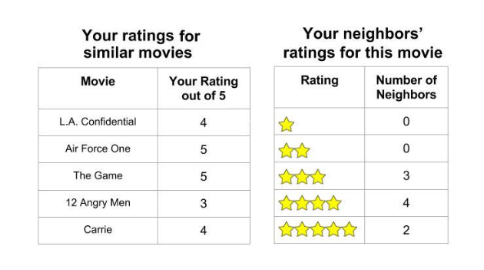 Your ratings for
similar movies
Movie
Your Rating
out of 5
L.A. Confidential
4
Air Force One
5
The Game
5
12 Angry Men
3
Carrie
4
Your neighbors’
ratings for this movie
Rating
Number of
Neighbors
0
0
3
4
2